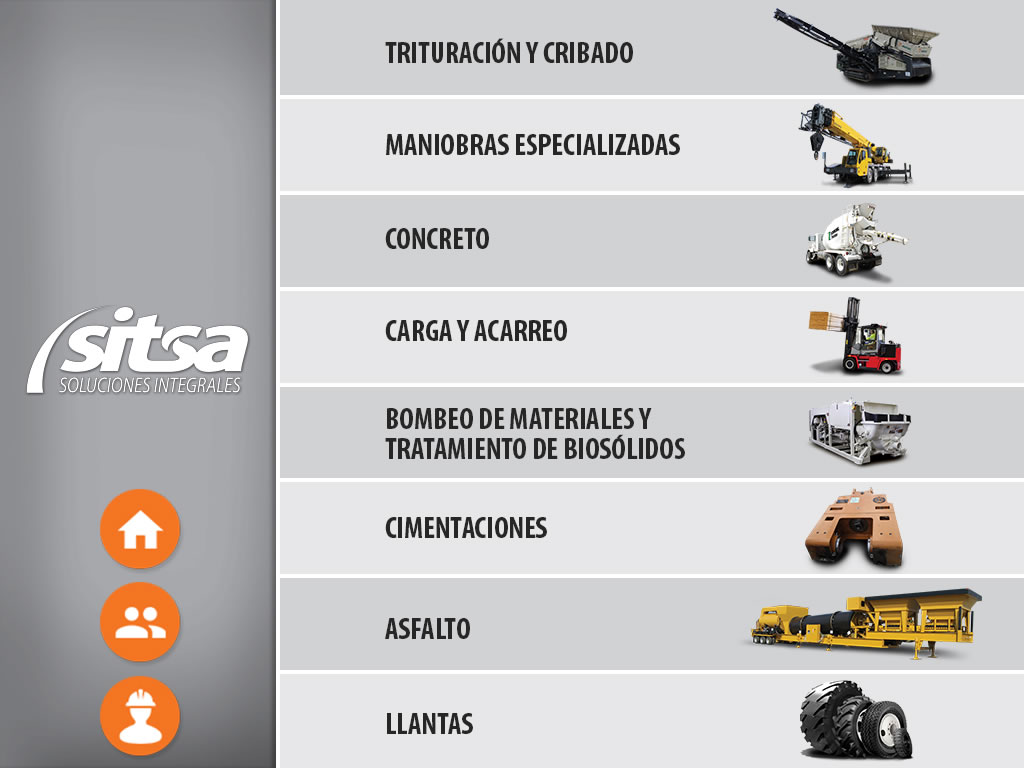 TRITURACIÓN Y CRIBADO
MANIOBRAS ESPECIALIZADAS
CONCRETO
CARGA Y ACARREO
BOMBEO DE MATERIALES Y
TRATAMIENTO DE BIOSÓLIDOS
CIMENTACIONES
ASFALTO
LLANTAS
sitsa
SOLUCIONES INTEGRALES